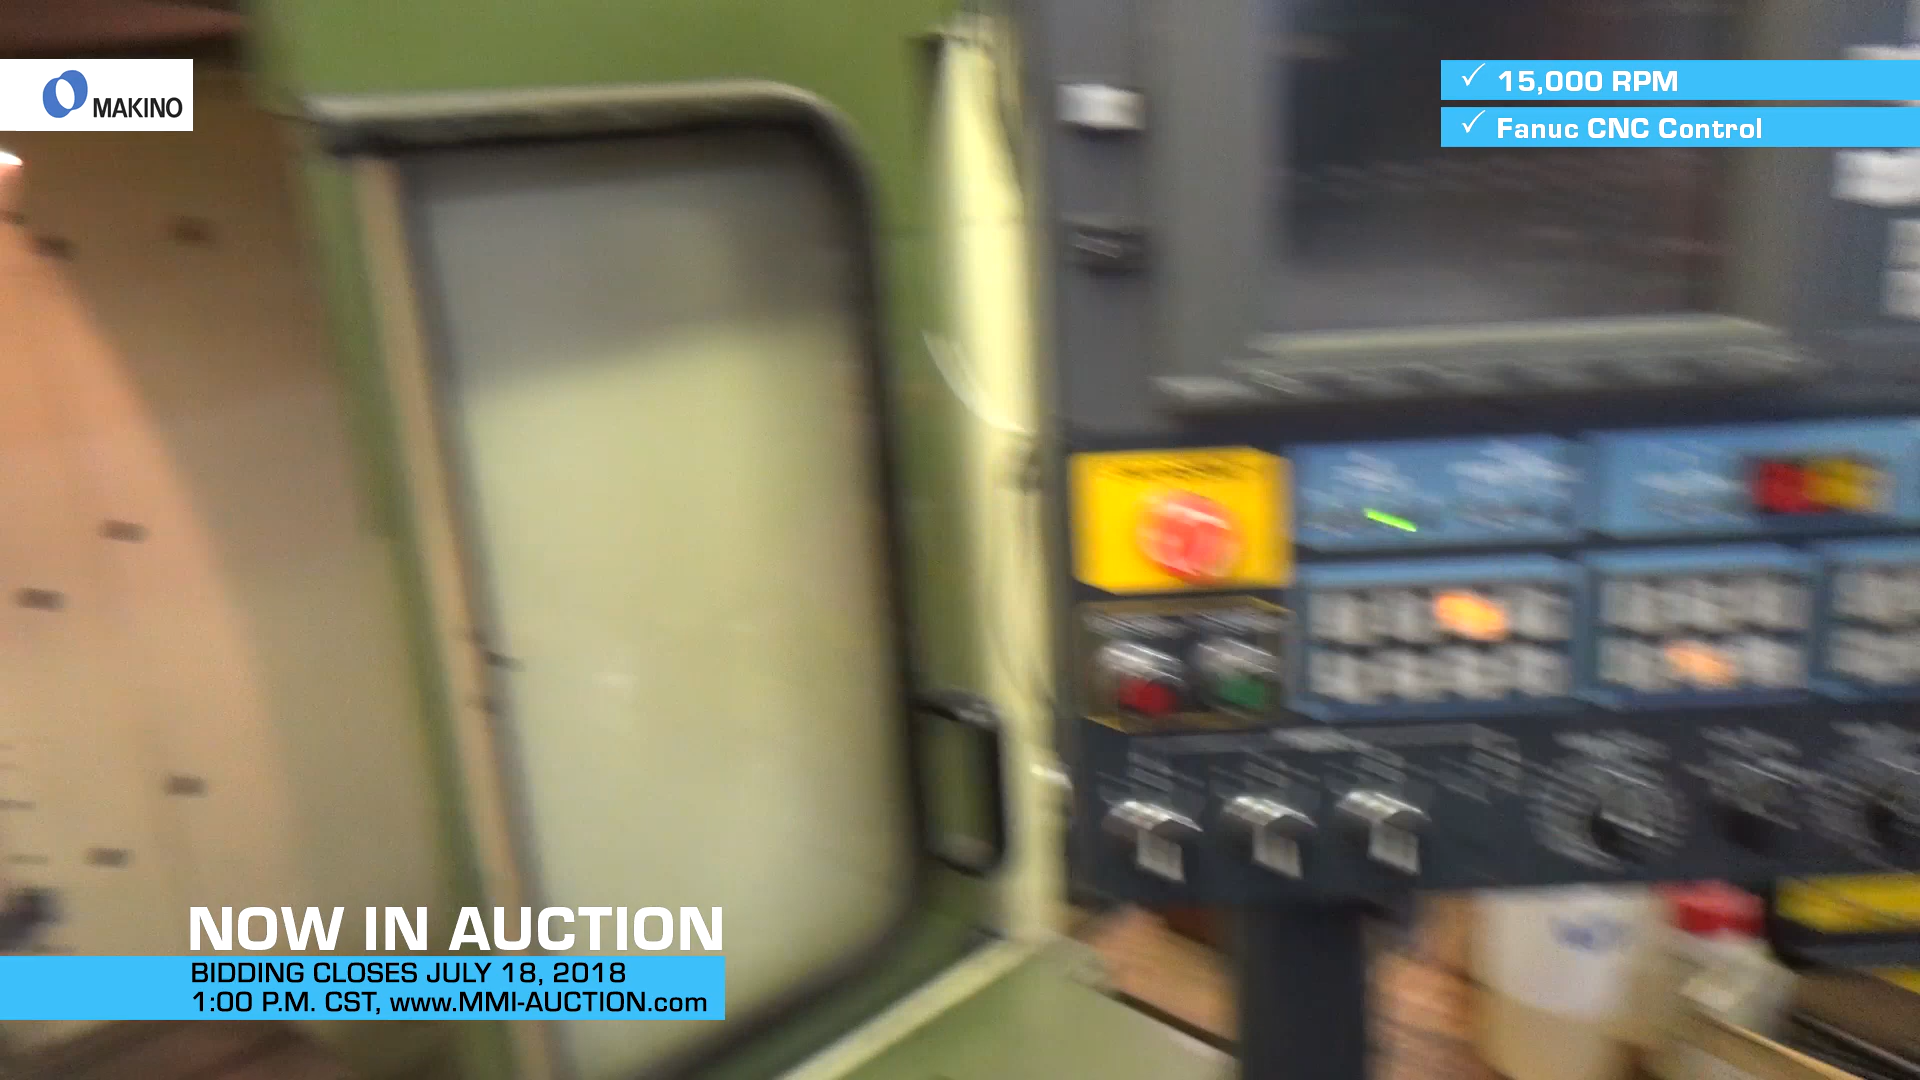 MAKINO
15,000 RPM
Fanuc CNC Control
NOW IN AUCTION
BIDDING CLOSES JULY 18, 2018
1:00 P.M. CST, www.MMI-AUCTION.com